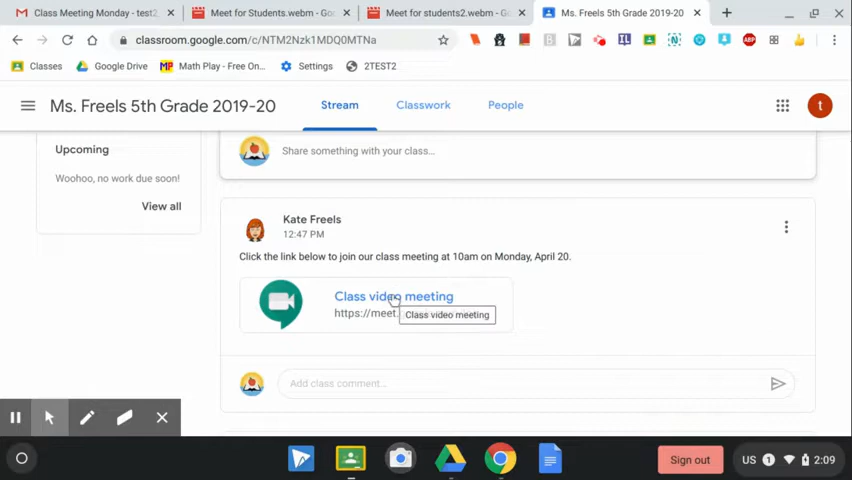 Class Meeting Monday - test2
Meet for Students.webm - Go
Meet for students2.webm - G
Ms. Freels 5th Grade 2019-20
classroom.google.com/c/NTM2Nzk1MDQ0MTNa
Classes
Google Drive
MP
Math Play - Free On...
Settings
2TEST2
Ms. Freels 5th Grade 2019-20
Stream
Classwork
People
t
Upcoming
Woohoo, no work due soon!
View all
Share something with your class...
Kate Freels
12:47 PM
Click the link below to join our class meeting at 10am on Monday, April 20.
Class video meeting
https://meet.
Class video meeting
Add class comment...
Sign out
US
1
2:09